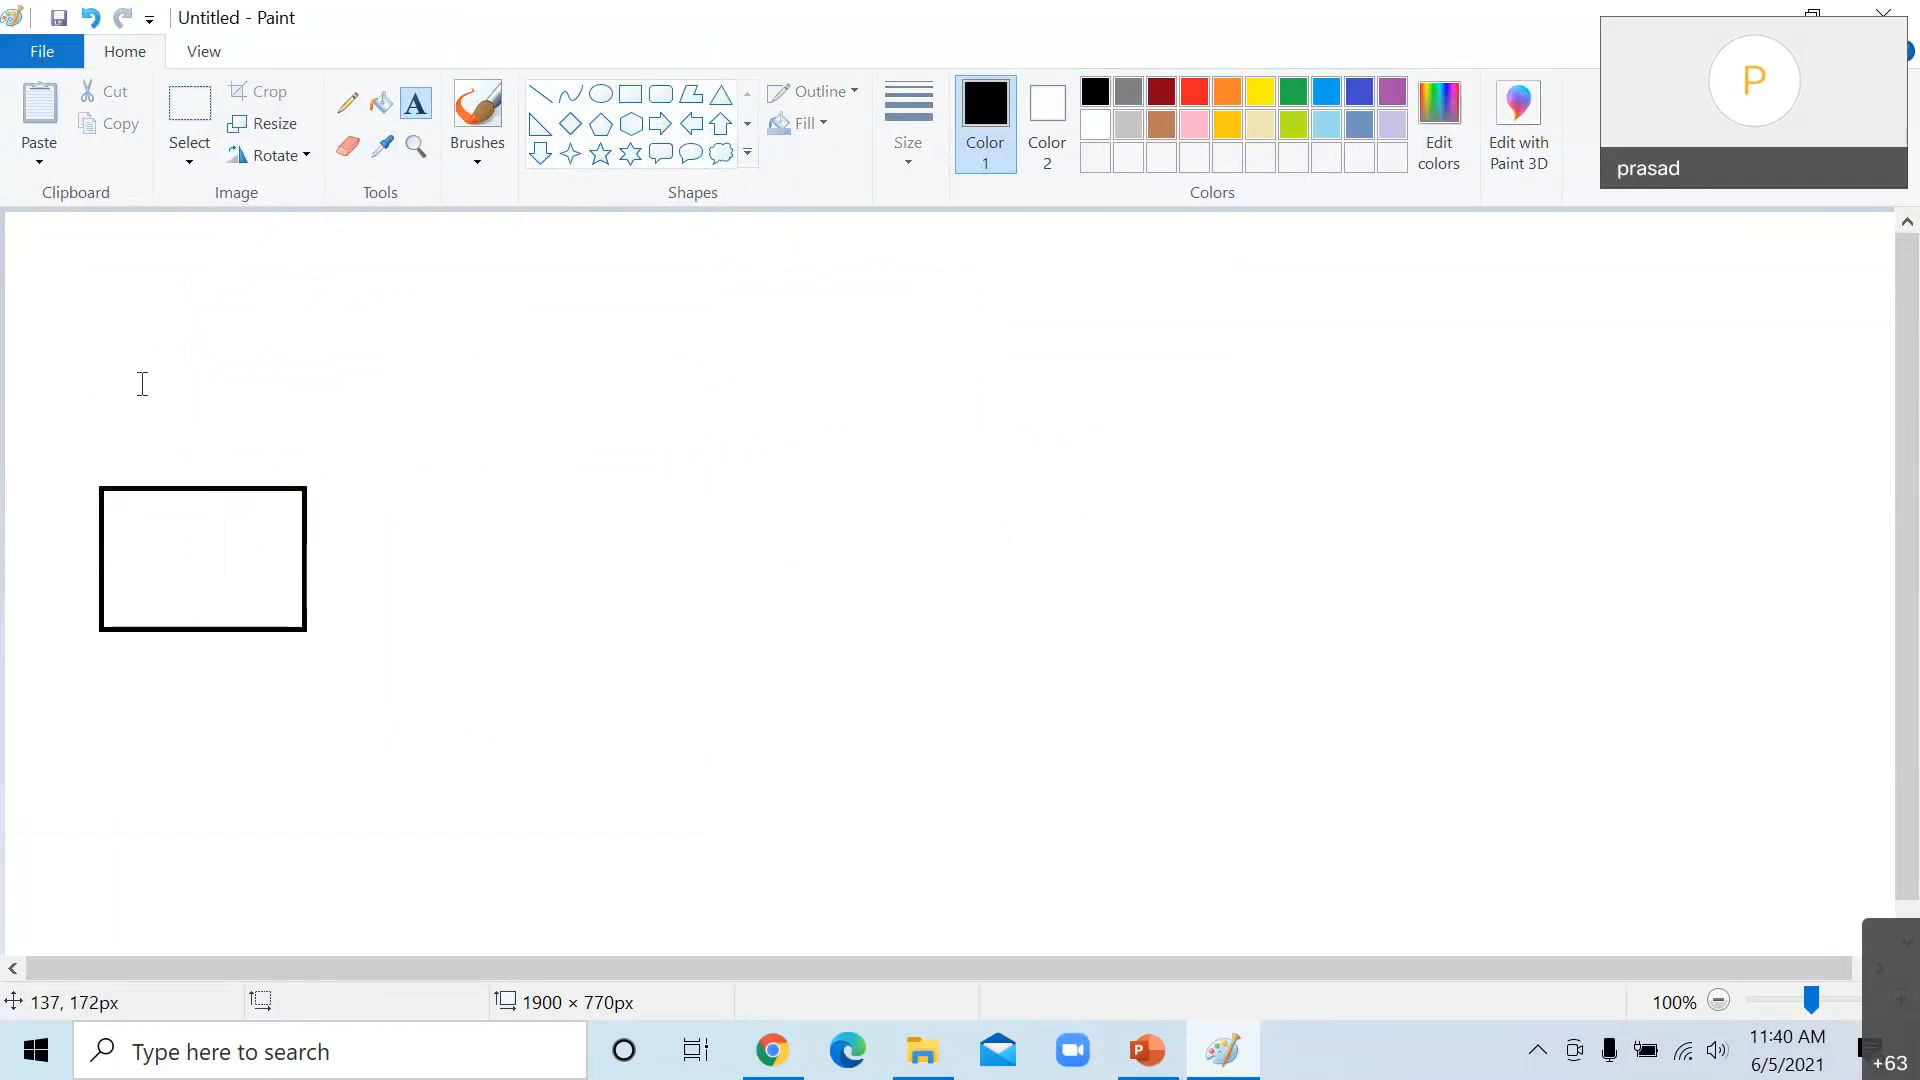 Untitled - Paint
File
Home
View
Paste
Cut
Copy
Clipboard
Select
Crop
Resize
Rotate
Image
A
Tools
Brushes
Shapes
Outline
Fill
Size
Color
1
Color
2
Colors
Edit
colors
Edit with
Paint 3D
P
prasad
137, 172px
1900 × 770px
100%
Type here to search
P
11:40 AM
6/5/2021
+63